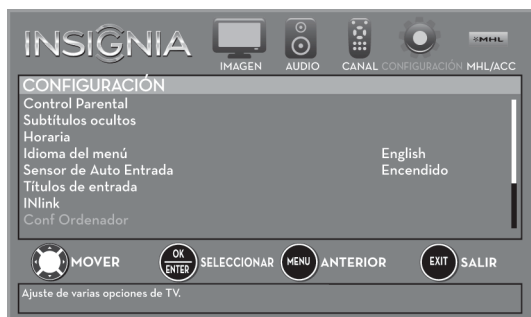 INSIGNIA
IMAGEN AUDIO CANAL CONFIGURACIÓN MHL/ACC
MHL
CONFIGURACIÓN
Control Parental
Subtítulos ocultos
Horaria
Idioma del menú English
Sensor de Auto Entrada Encendido
Títulos de entrada
INlink
Conf Ordenador
MOVER OK ENTER SELECCIONAR MENU ANTERIOR EXIT SALIR
Ajuste de varias opciones de TV.